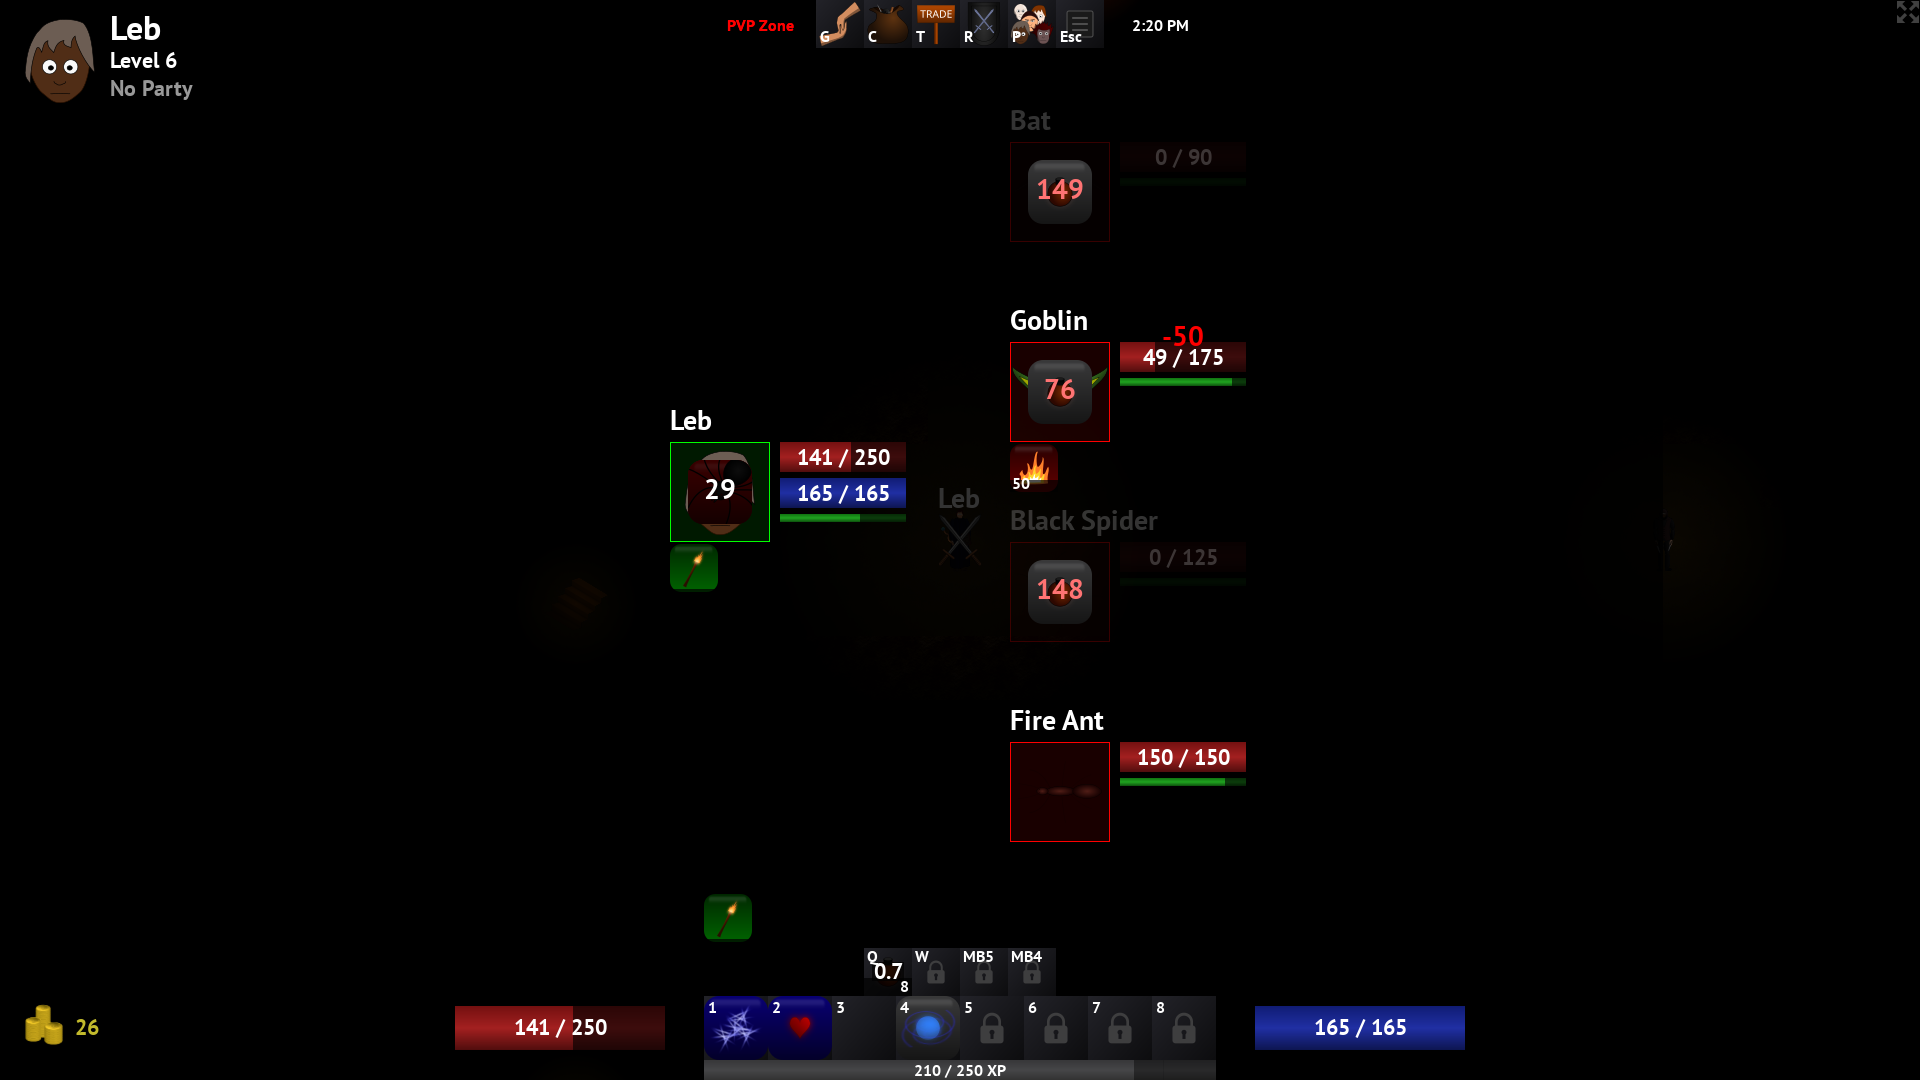 Leb
Level 6
No Party
PVP Zone
TRADE
G
C
T
R
P
Esc
2:20 PM
Bat
149
0 / 90
Goblin
-50
76
49 / 175
50
Leb
29
141 / 250
165 / 165
Leb
Black Spider
148
0 / 125
Fire Ant
150 / 150
Q
W
MB5
MB4
0.7
8
1
2
3
4
5
6
7
8
26
141 / 250
165 / 165
210 / 250 XP